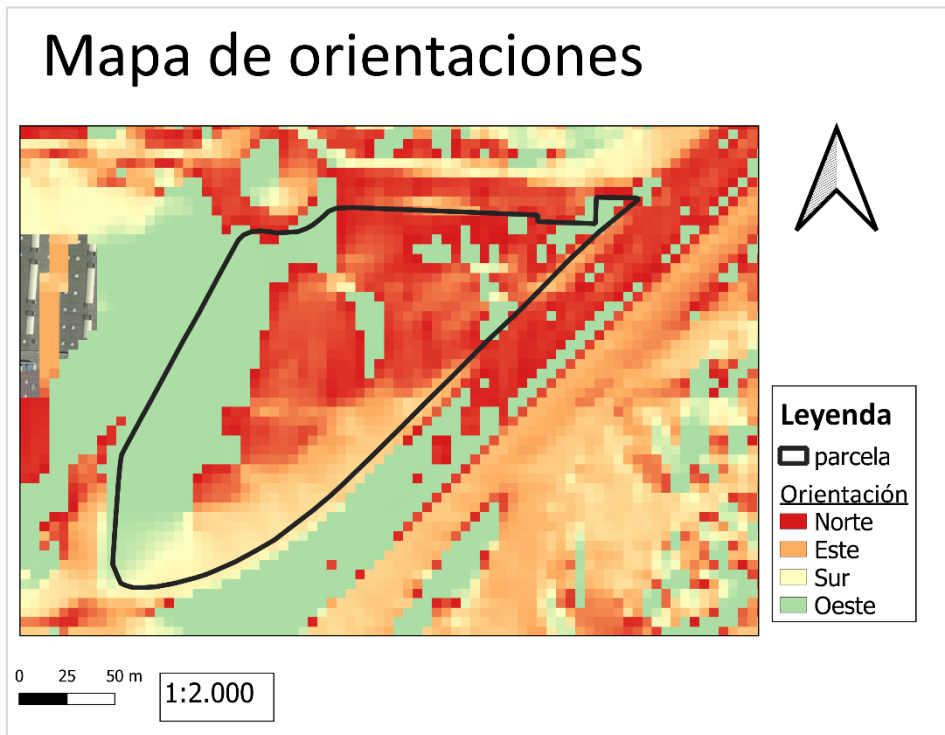 Mapa de orientaciones
Leyenda
parcela
Orientación
Norte
Este
Sur
Oeste
0 25 50 m
1:2.000